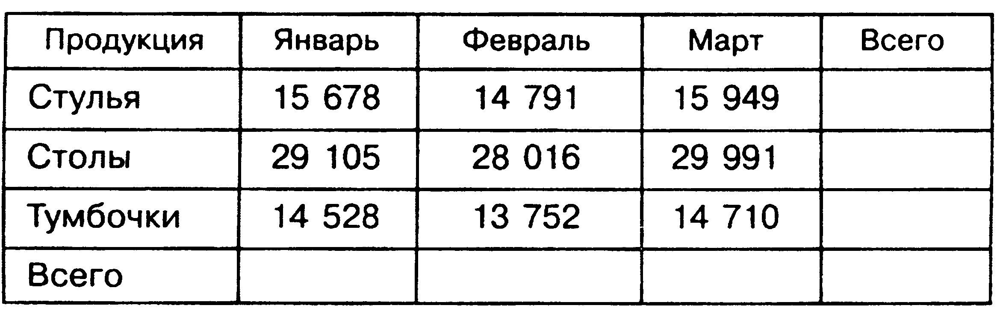 Продукция Январь Февраль Март Всего
Стулья 15 678 14 791 15 949
Столы 29 105 28 016 29 991
Тумбочки 14 528 13 752 14 710
Всего